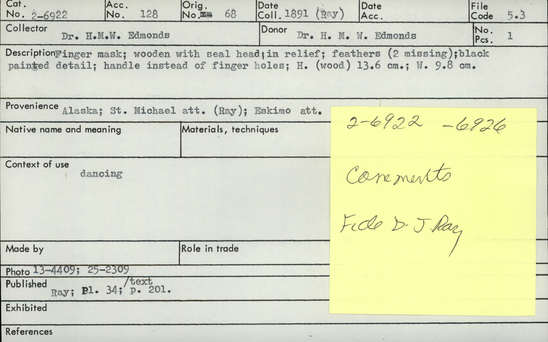 Cat. No. 2-6922 Acc. No. 128 Orig. No. 68 Date Coll. 1891 (Ray) Date Acc. File Code 5.3
Collector Dr. H.M.W. Edmonds Donor Dr. H. M. W. Edmonds No. Pcs. 1
Description Finger mask; wooden with seal head in relief; feathers (2 missing); black
painted detail; handle instead of finger holes; H. (wood) 13.6 cm.; W. 9.8 cm.
Provenience Alaska; St. Michael att. (Ray); Eskimo att.
Native name and meaning Materials, techniques
Context of use
dancing
Made by Role in trade
Photo 13-4409; 25-2309
Published Ray; pl. 34; /text p. 201.
Exhibited
References
2-6922 -6926
Comments
Fide D J Ray